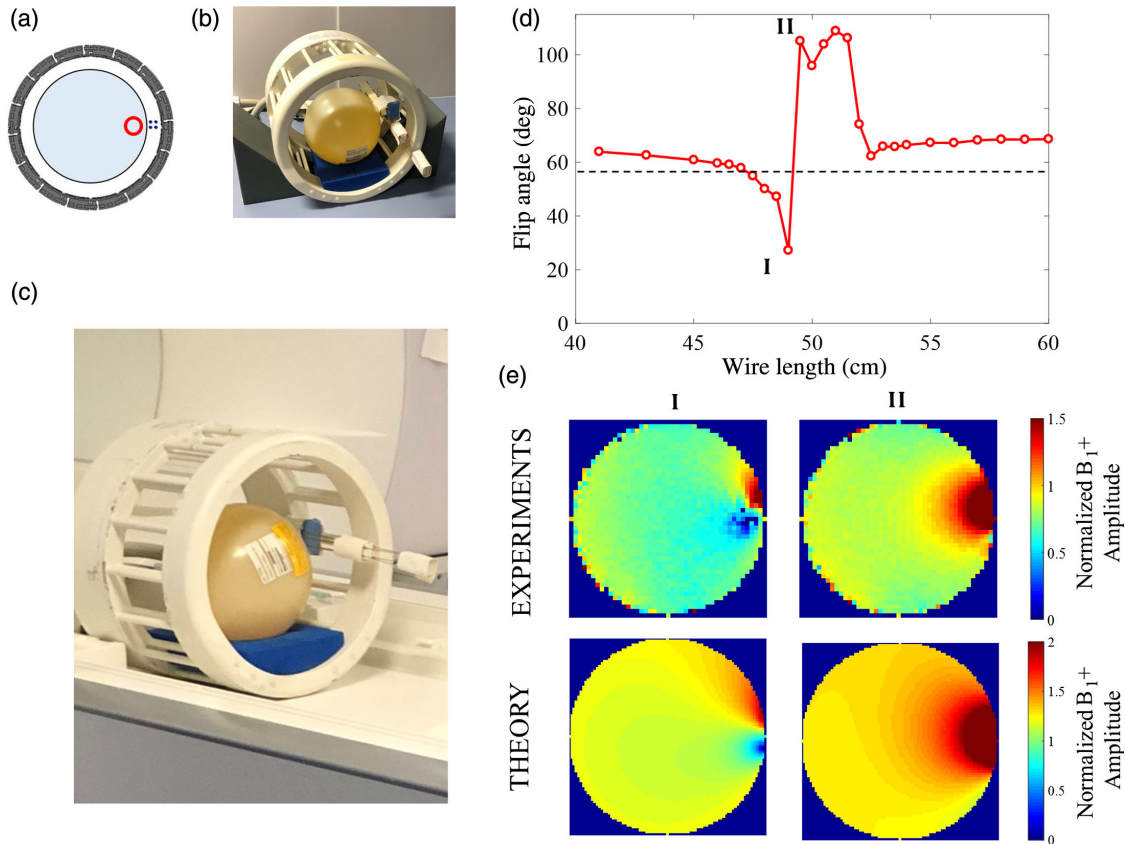 (a)
(b)
(c)
(d)
II
I
Flip angle (deg)
100
80
60
40
20
0
40
45
50
55
60
Wire length (cm)
(e)
I
II
EXPERIMENTS
THEORY
1.5
1
0.5
0
Normalized B1+
Amplitude
2
1.5
1
0.5
0
Normalized B1+
Amplitude